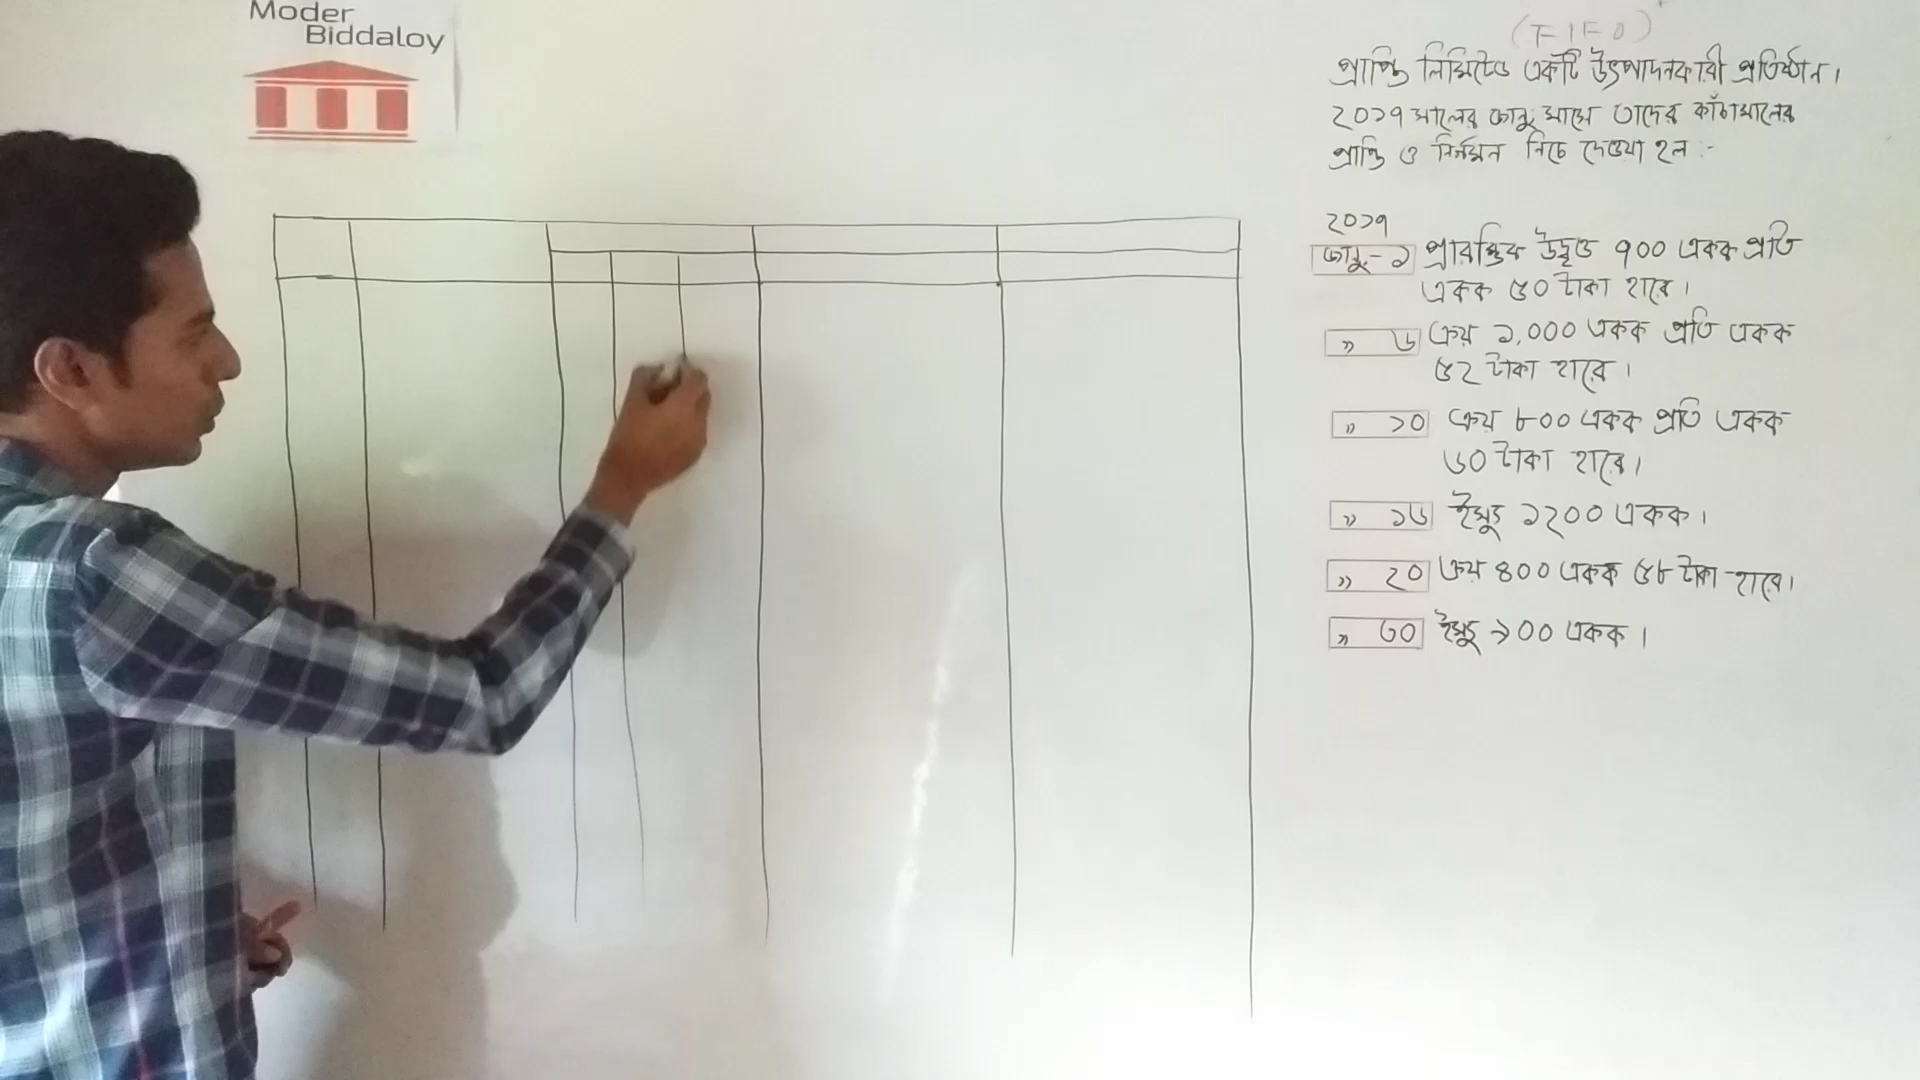 Moder
Biddaloy
(FIFO)
প্রাপ্তি লিমিটেড একটি উৎপাদনকারী প্রতিষ্ঠান।
২০১৭ সালের জানু মাসে তাদের কাঁচামালের
প্রাপ্তি ও নির্গমন নিচে দেওয়া হল :-
২০১৭
জানু- ১ প্রারম্ভিক উদ্বৃত্ত ৭০০ একক প্রতি
একক ৫০ টাকা হারে।
" ৬ ক্রয় ১,০০০ একক প্রতি একক
৫২ টাকা হারে।
" ১০ ক্রয় ৮০০ একক প্রতি একক
৬০ টাকা হারে।
" ১৬ ইস্যু ১২০০ একক।
" ২০ ক্রয় ৪০০ একক ৫৮ টাকা হারে।
" ৩০ ইস্যু ৯০০ একক।